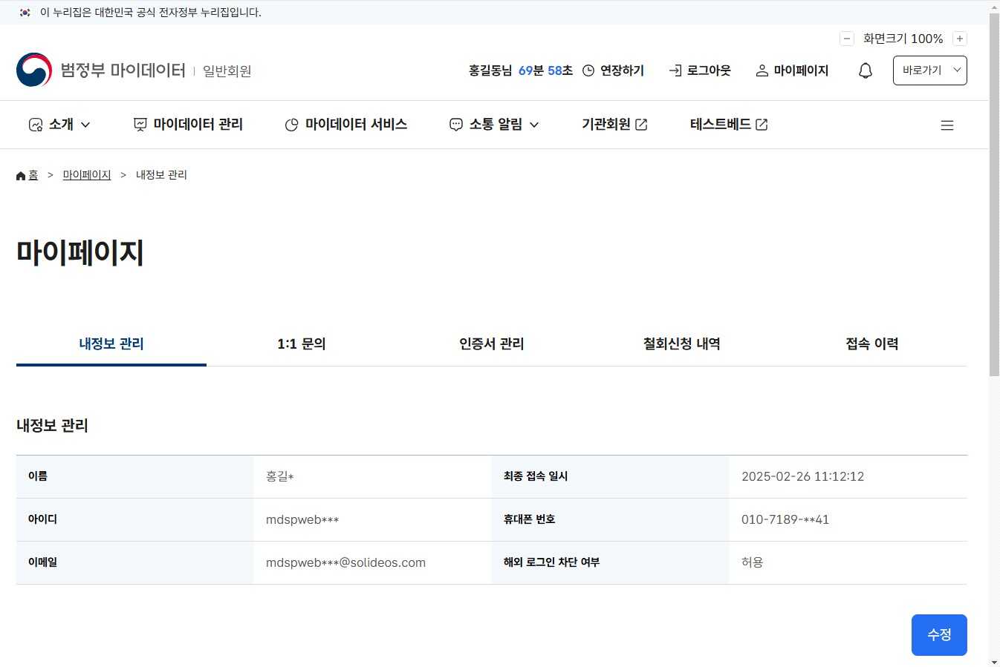 이 누리집은 대한민국 공식 전자정부 누리집입니다.
화면크기 100%
범정부 마이데이터 일반회원
홍길동님 69분 58초 연장하기 로그아웃 마이페이지 바로가기
소개 마이데이터 관리 마이데이터 서비스 소통 알림 기관회원 테스트베드
홈 > 마이페이지 > 내정보 관리
마이페이지
내정보 관리 1:1 문의 인증서 관리 철회신청 내역 접속 이력
내정보 관리
이름 홍길* 최종 접속 일시 2025-02-26 11:12:12
아이디 mdspweb*** 휴대폰 번호 010-7189-**41
이메일 mdspweb***@solideos.com 해외 로그인 차단 여부 허용
수정